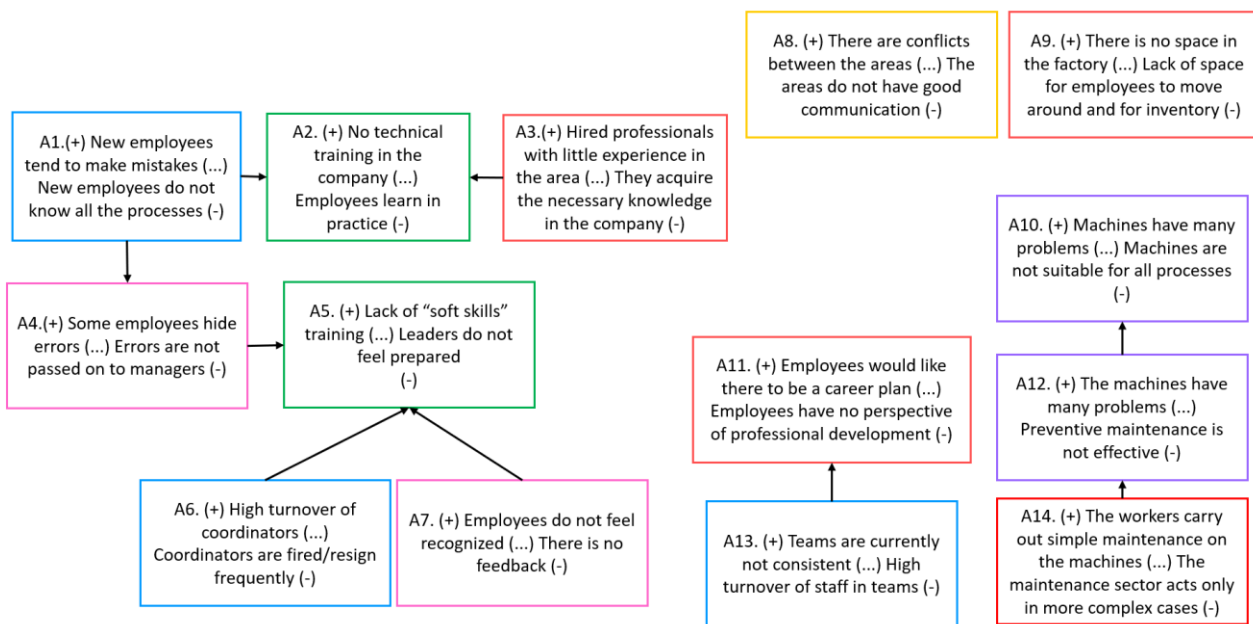 A8. (+) There are conflicts
between the areas (...) The
areas do not have good
communication (-)
A9. (+) There is no space in
the factory (...) Lack of space
for employees to move
around and for inventory (-)
A1.(+) New employees
tend to make mistakes (...)
New employees do not
know all the processes (-)
A2. (+) No technical
training in the
company (...)
Employees learn in
practice (-)
A3.(+) Hired professionals
with little experience in
the area (...) They acquire
the necessary knowledge
in the company (-)
A10. (+) Machines have many
problems (...) Machines are
not suitable for all processes
(-)
A4.(+) Some employees hide
errors (...) Errors are not
passed on to managers (-)
A5. (+) Lack of “soft skills”
training (...) Leaders do not
feel prepared
(-)
A11. (+) Employees would like
there to be a career plan (...)
Employees have no perspective
of professional development (-)
A12. (+) The machines have
many problems (...)
Preventive maintenance is
not effective (-)
A6. (+) High turnover of
coordinators (...)
Coordinators are fired/resign
frequently (-)
A7. (+) Employees do not feel
recognized (...) There is no
feedback (-)
A13. (+) Teams are currently
not consistent (...) High
turnover of staff in teams (-)
A14. (+) The workers carry
out simple maintenance on
the machines (...) The
maintenance sector acts only
in more complex cases (-)